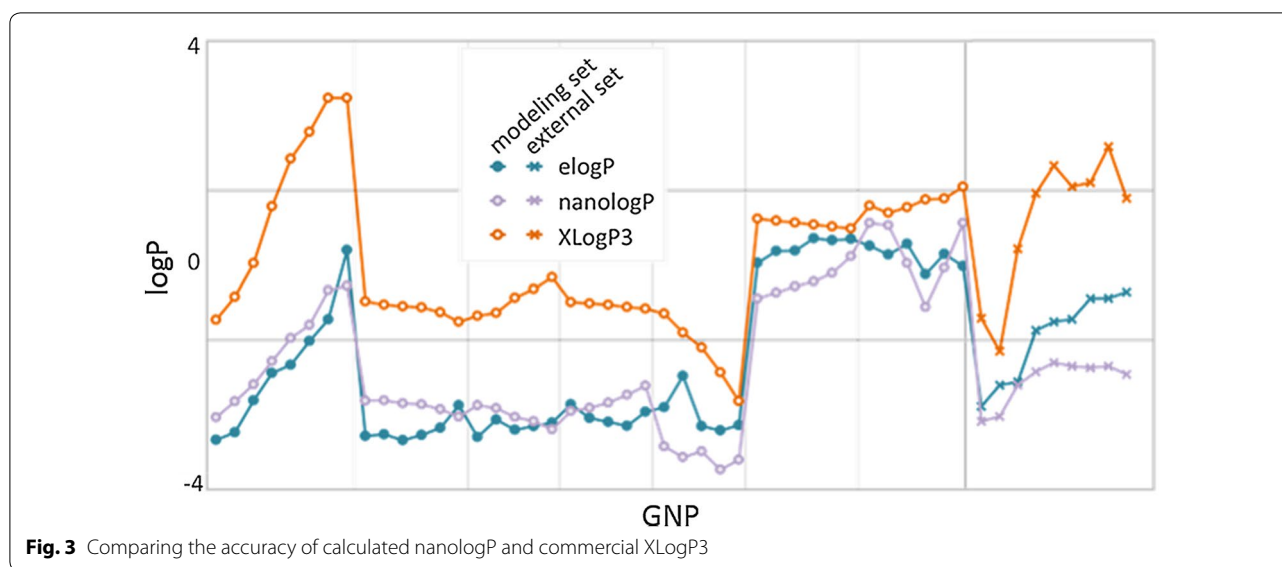 4
modeling set
external set
elogP
nanologP
XLogP3
logP
0
-4
GNP
Fig. 3 Comparing the accuracy of calculated nanologP and commercial XLogP3